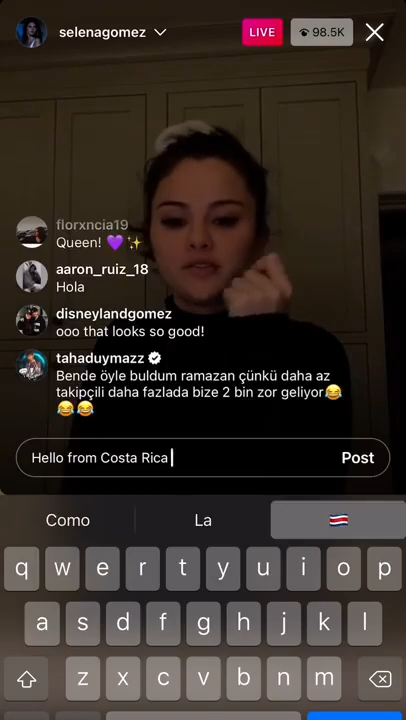 selenagomez
LIVE
98.5K
florxncia19
Queen! 💜✨
aaron_ruiz_18
Hola
disneylandgomez
ooo that looks so good!
tahaduymazz
Bende öyle buldum ramazan çünkü daha az
takipçili daha fazlada bize 2 bin zor geliyor😂
😂😂
Hello from Costa Rica
Post
Como
La
🇨🇷
q w e r t y u i o p
a s d f g h j k l
z x c v b n m